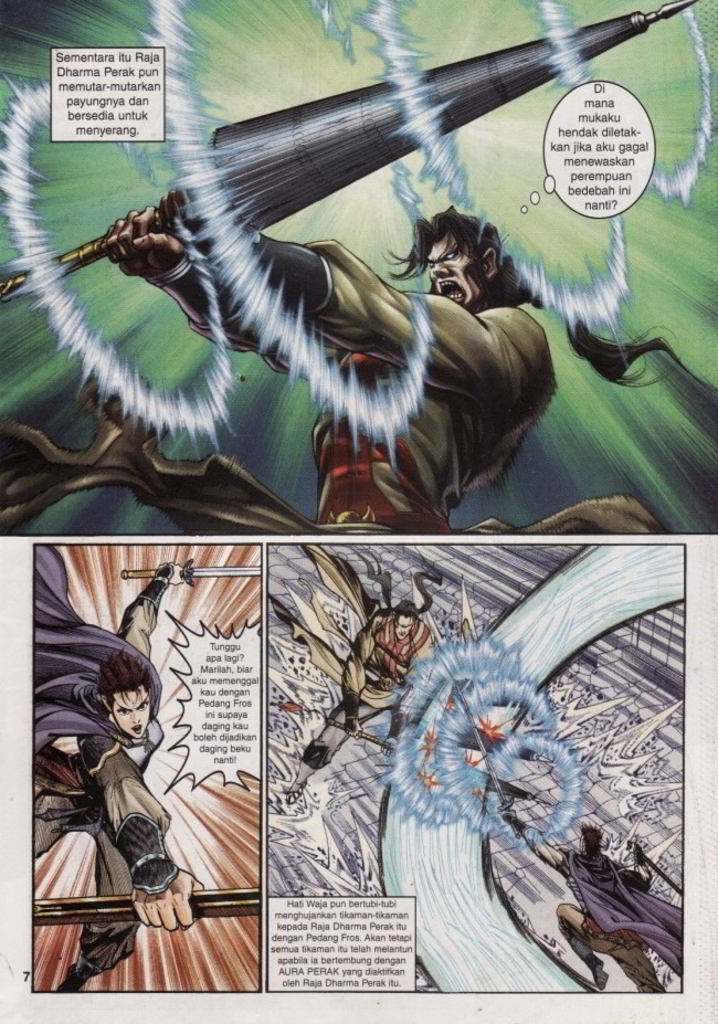 Sementara itu Raja
Dharma Perak pun
memutar-mutarkan
payungnya dan
bersedia untuk
menyerang.
Di
mana
mukaku
hendak diletak-
kan jika aku gagal
menewaskan
perempuan
bedebah ini
nanti?
Tunggu
apa lagi?
Marilah, biar
aku memenggal
kau dengan
Pedang Fros
ini supaya
daging kau
boleh dijadikan
daging beku
nanti!
Hati Waja pun bertubi-tubi
menghujankan tikaman-tikaman
kepada Raja Dharma Perak itu
dengan Pedang Fros. Akan tetapi
semua tikaman itu telah melantun
apabila ia bertembung dengan
AURA PERAK yang diaktifkan
oleh Raja Dharma Perak itu.
7